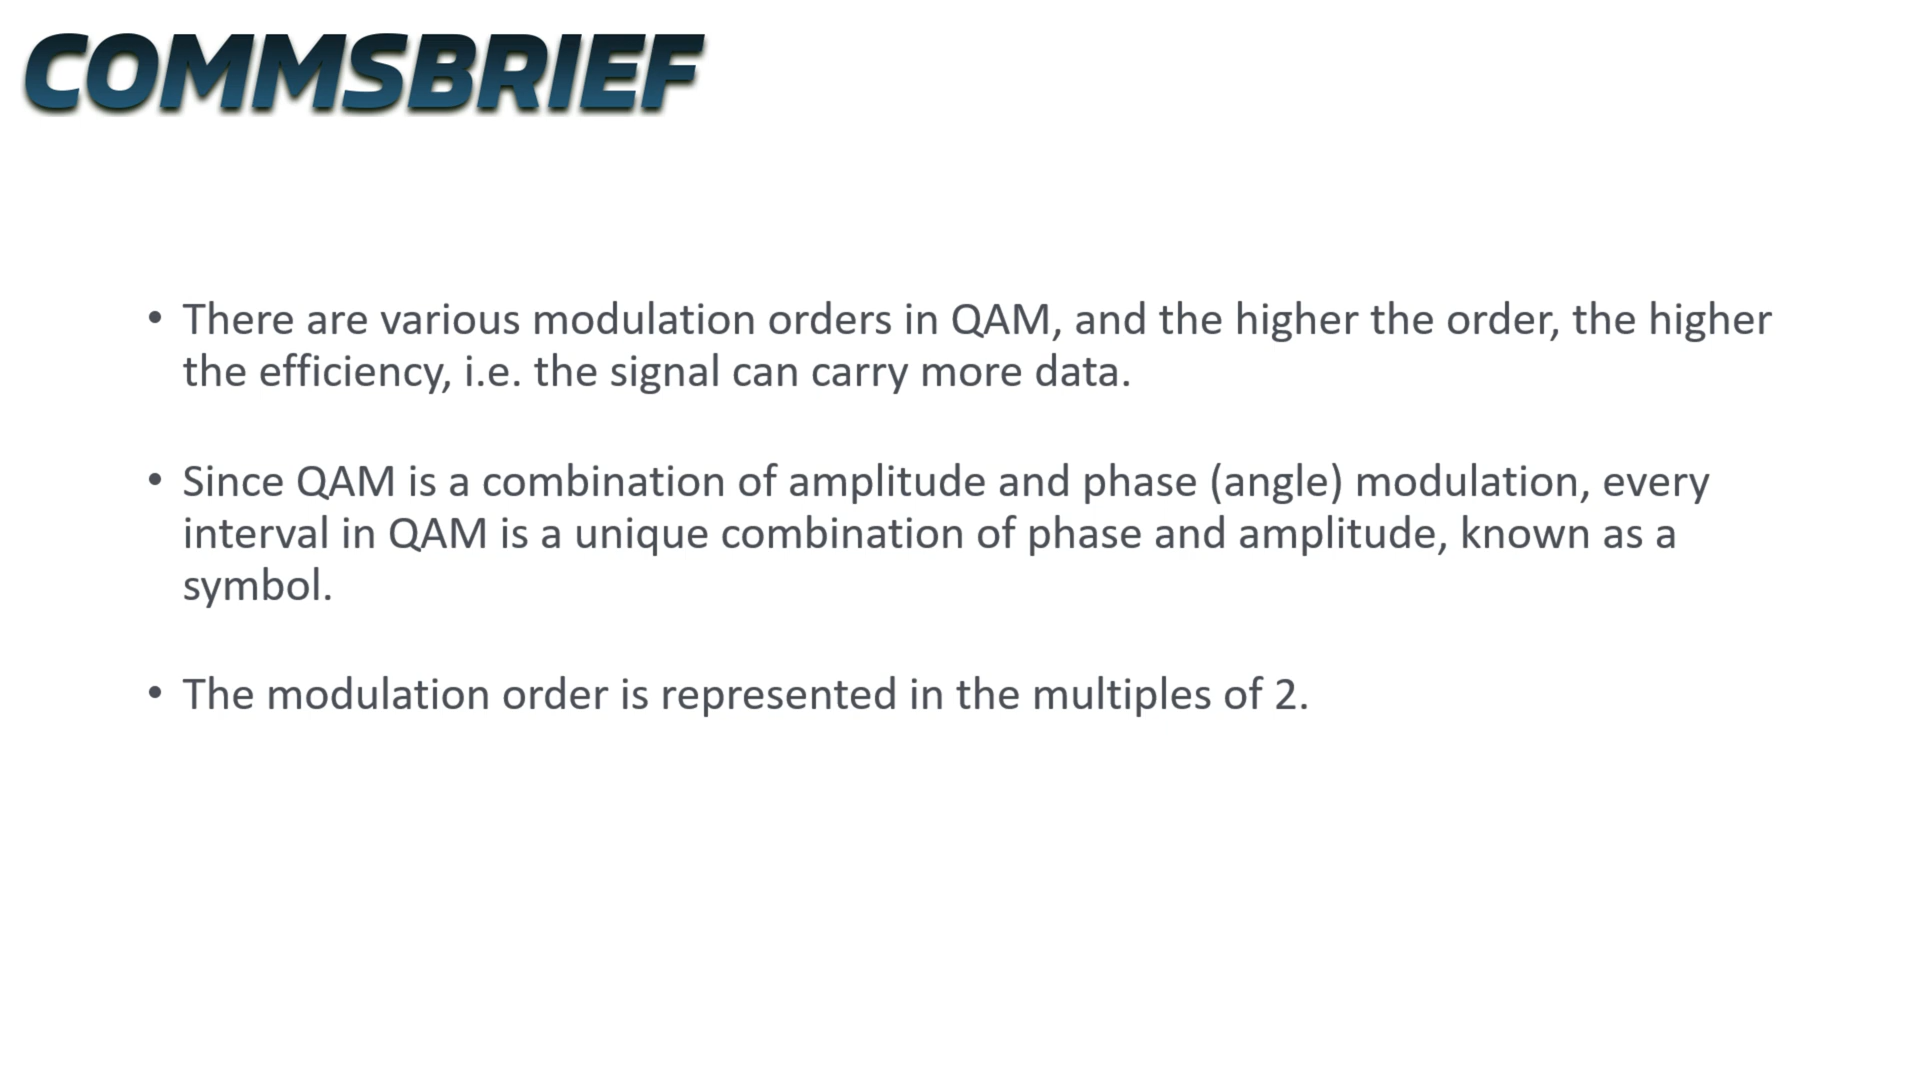 COMMSBRIEF
• There are various modulation orders in QAM, and the higher the order, the higher
the efficiency, i.e. the signal can carry more data.
• Since QAM is a combination of amplitude and phase (angle) modulation, every
interval in QAM is a unique combination of phase and amplitude, known as a
symbol.
• The modulation order is represented in the multiples of 2.